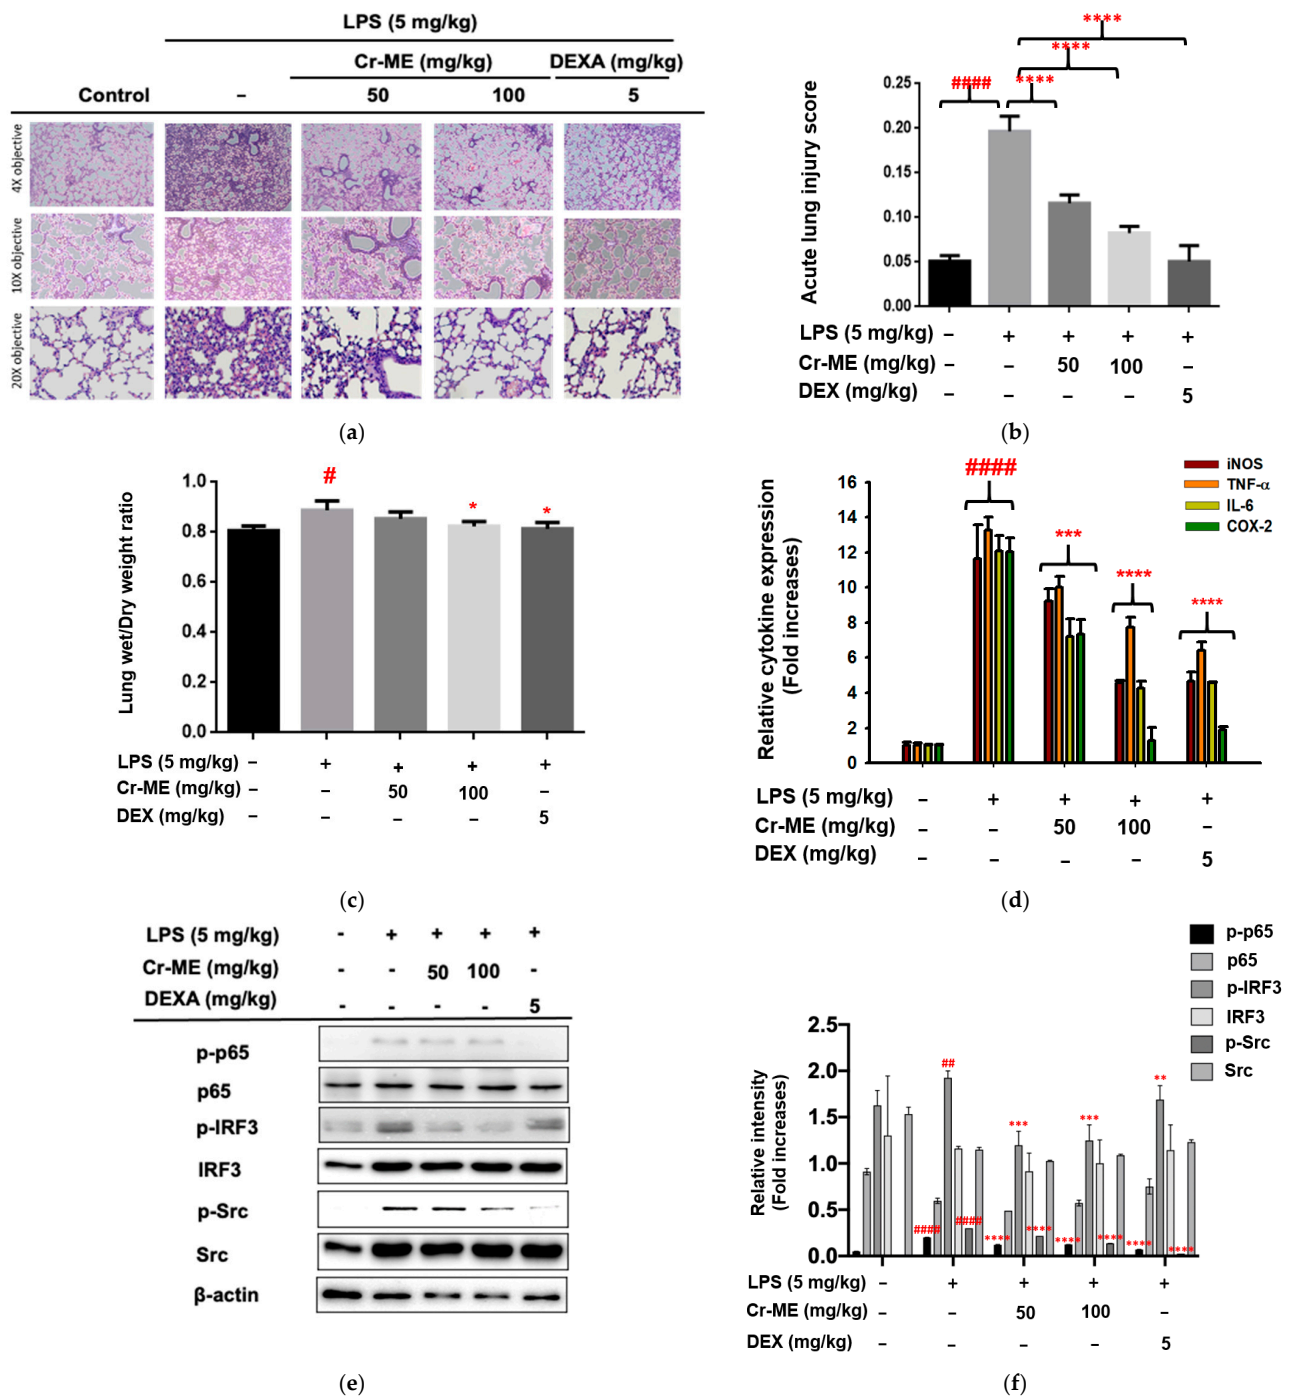 LPS (5 mg/kg)
Cr-ME (mg/kg) DEXA (mg/kg)
Control – 50 100 5
4X objective
10X objective
20X objective
(a)
****
****
#### ****
Acute lung injury score
0.25
0.20
0.15
0.10
0.05
0.00
LPS (5 mg/kg) – + + + +
Cr-ME (mg/kg) – – 50 100 –
DEX (mg/kg) – – – – 5
(b)
Lung wet/Dry weight ratio
1.0
0.8
0.6
0.4
0.2
0.0
# * *
LPS (5 mg/kg) – + + + +
Cr-ME (mg/kg) – – 50 100 –
DEX (mg/kg) – – – – 5
(c)
iNOS
TNF-α
IL-6
COX-2
Relative cytokine expression
(Fold increases)
16
14
12
10
8
6
4
2
0
#### *** **** ****
LPS (5 mg/kg) – + + + +
Cr-ME (mg/kg) – – 50 100 –
DEX (mg/kg) – – – – 5
(d)
LPS (5 mg/kg) - + + + +
Cr-ME (mg/kg) - - 50 100 -
DEXA (mg/kg) - - - - 5
p-p65
p65
p-IRF3
IRF3
p-Src
Src
β-actin
(e)
p-p65
p65
p-IRF3
IRF3
p-Src
Src
Relative intensity
(Fold increases)
2.5
2.0
1.5
1.0
0.5
0.0
## *** *** **
#### #### **** **** **** **** **** ****
LPS (5 mg/kg) – + + + +
Cr-ME (mg/kg) – – 50 100 –
DEX (mg/kg) – – – – 5
(f)